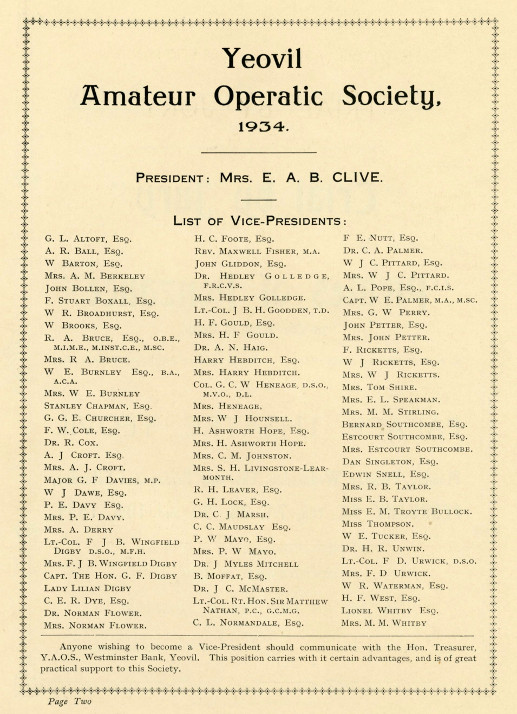 Yeovil
Amateur Operatic Society,
1934.
President: Mrs. E. A. B. CLIVE.
List of Vice-Presidents:
G. L. Altoft, Esq.
A. R. Ball, Esq.
W Barton, Esq.
Mrs. A. M. Berkeley
John Bollen, Esq.
F. Stuart Boxall, Esq.
W R. Broadhurst, Esq.
W Brooks, Esq.
R. A. Bruce, Esq., O.B.E.,
M.I.M.E., M.INST.C.E., M.SC.
Mrs. R A. Bruce.
W E. Burnley Esq., B.A.,
A.C.A.
Mrs. W E. Burnley
Stanley Chapman, Esq.
G. G. E. Churcher, Esq.
F. W. Cole, Esq.
Dr. R. Cox.
A. J Croft. Esq.
Mrs. A. J. Croft.
Major G. F Davies, M.P.
W J Dawe, Esq.
P. E. Davy Esq.
Mrs. P. E. Davy.
Mrs. A. Derry
Lt.-Col. F J B. Wingfield
Digby D.S.O., M.F.H.
Mrs. F. J B. Wingfield Digby
Capt. The Hon. G. F. Digby
Lady Lilian Digby
C. E. R. Dye, Esq.
Dr. Norman Flower.
Mrs. Norman Flower.
H. C. Foote, Esq.
Rev. Maxwell Fisher, M.A.
John Gliddon, Esq.
Dr. Hedley Golledge,
F.R.C.V.S.
Mrs. Hedley Golledge.
Lt.-Col. J B. H. Goodden, T.D.
H. F. Gould, Esq.
Mrs. H F Gould.
Dr. A. N. Haig.
Harry Hebditch, Esq.
Mrs. Harry Hebditch.
Col. G. C. W Heneage, D.S.O.,
M.V.O., D.L.
Mrs. Heneage.
Mrs. W J Hounsell.
H. Ashworth Hope, Esq.
Mrs. H. Ashworth Hope.
Mrs. C. M. Johnston.
Mrs. S. H. Livingstone-Lear-
month.
R. H. Leaver, Esq.
G. H. Lock, Esq.
Dr. C. J Marsh.
C. C. Maudslay Esq.
P. W Mayo, Esq.
Mrs. P. W Mayo.
Dr. J Myles Mitchell
B. Moffat, Esq.
Dr. J C. McMaster.
Lt.-Col. Rt. Hon. Sir Matthew
Nathan, P.C., G.C.M.G.
C. L. Normandale, Esq.
F E. Nutt, Esq.
Dr. C. A. Palmer.
W J C. Pittard, Esq.
Mrs. W J C. Pittard.
A. L. Pope, Esq., F.C.I.S.
Capt. W E. Palmer, M.A., M.SC.
Mrs. G W Perry.
John Petter, Esq.
Mrs. John Petter.
F. Ricketts, Esq.
W J Ricketts, Esq.
Mrs. W J Ricketts.
Mrs. Tom Shire.
Mrs. E. L. Speakman.
Mrs. M. M. Stirling.
Bernard Southcombe, Esq.
Estcourt Southcombe, Esq.
Mrs. Estcourt Southcombe.
Dan Singleton, Esq.
Edwin Snell, Esq.
Mrs. R. B. Taylor.
Miss E. B. Taylor.
Miss E. M. Troyte Bullock.
Miss Thompson.
W E. Tucker, Esq.
Dr. H. R. Unwin.
Lt.-Col. F D. Urwick, D.S.O.
Mrs. F. D Urwick.
W R. Waterman, Esq.
H. F. West, Esq.
Lionel Whitby Esq.
Mrs. M. M. Whitby
Anyone wishing to become a Vice-President should communicate with the Hon. Treasurer,
Y.A.O.S., Westminster Bank, Yeovil. This position carries with it certain advantages, and is of great
practical support to this Society.
Page Two